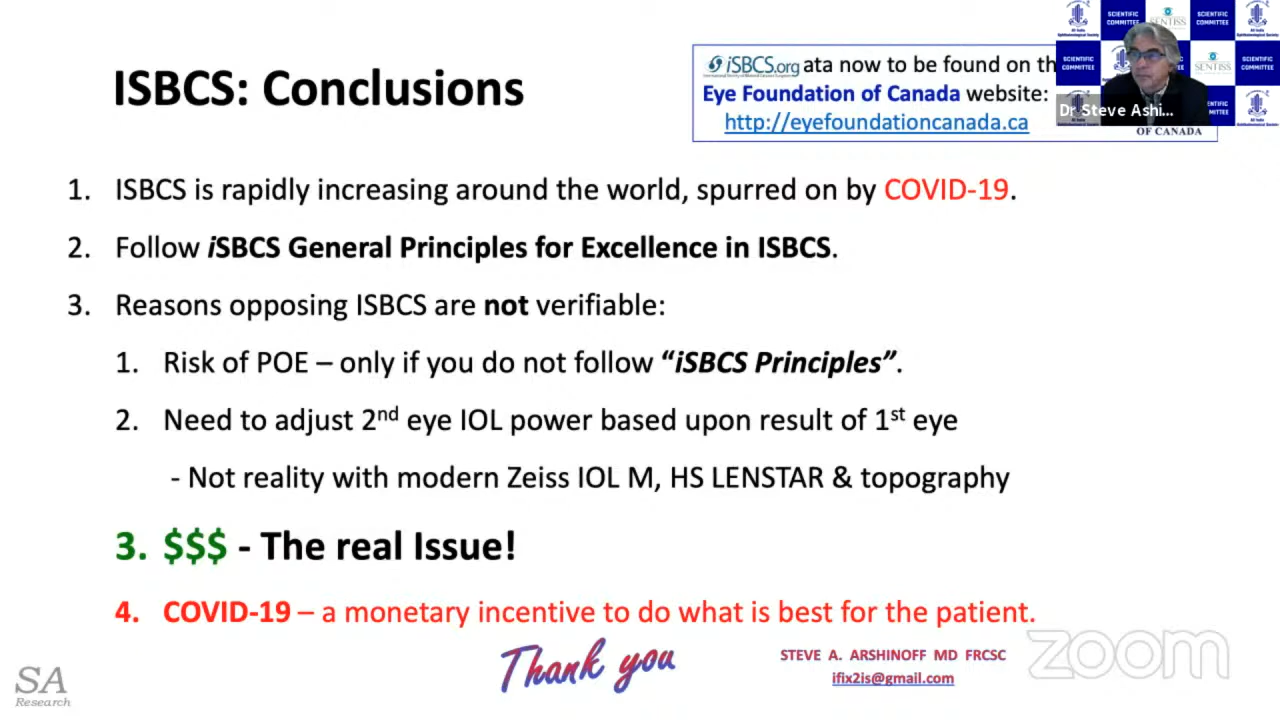 ISBCS: Conclusions
iSBCS.org ata now to be found on th
Eye Foundation of Canada website:
http://eyefoundationcanada.ca
OF CANADA
SCIENTIFIC COMMITTEE
SENTISS
Dr Steve Ashi...
1. ISBCS is rapidly increasing around the world, spurred on by COVID-19.
2. Follow iSBCS General Principles for Excellence in ISBCS.
3. Reasons opposing ISBCS are not verifiable:
1. Risk of POE – only if you do not follow “iSBCS Principles”.
2. Need to adjust 2nd eye IOL power based upon result of 1st eye
- Not reality with modern Zeiss IOL M, HS LENSTAR & topography
3. $$$ - The real Issue!
4. COVID-19 – a monetary incentive to do what is best for the patient.
Thank you
STEVE A. ARSHINOFF MD FRCSC
ifix2is@gmail.com
zoom
SA
Research